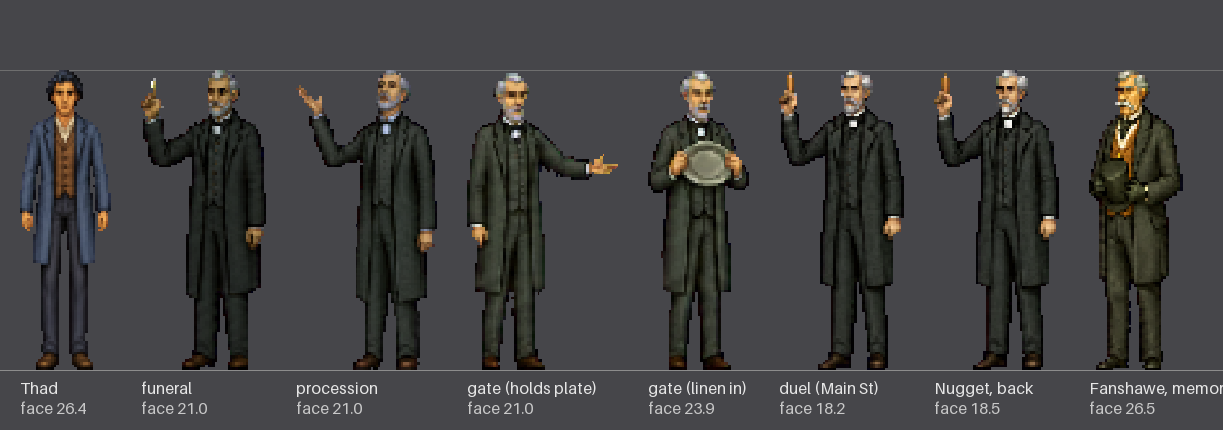 Thad
face 26.4
funeral
face 21.0
procession
face 21.0
gate (holds plate)
face 21.0
gate (linen in)
face 23.9
duel (Main St)
face 18.2
Nugget, back
face 18.5
Fanshawe, memor
face 26.5